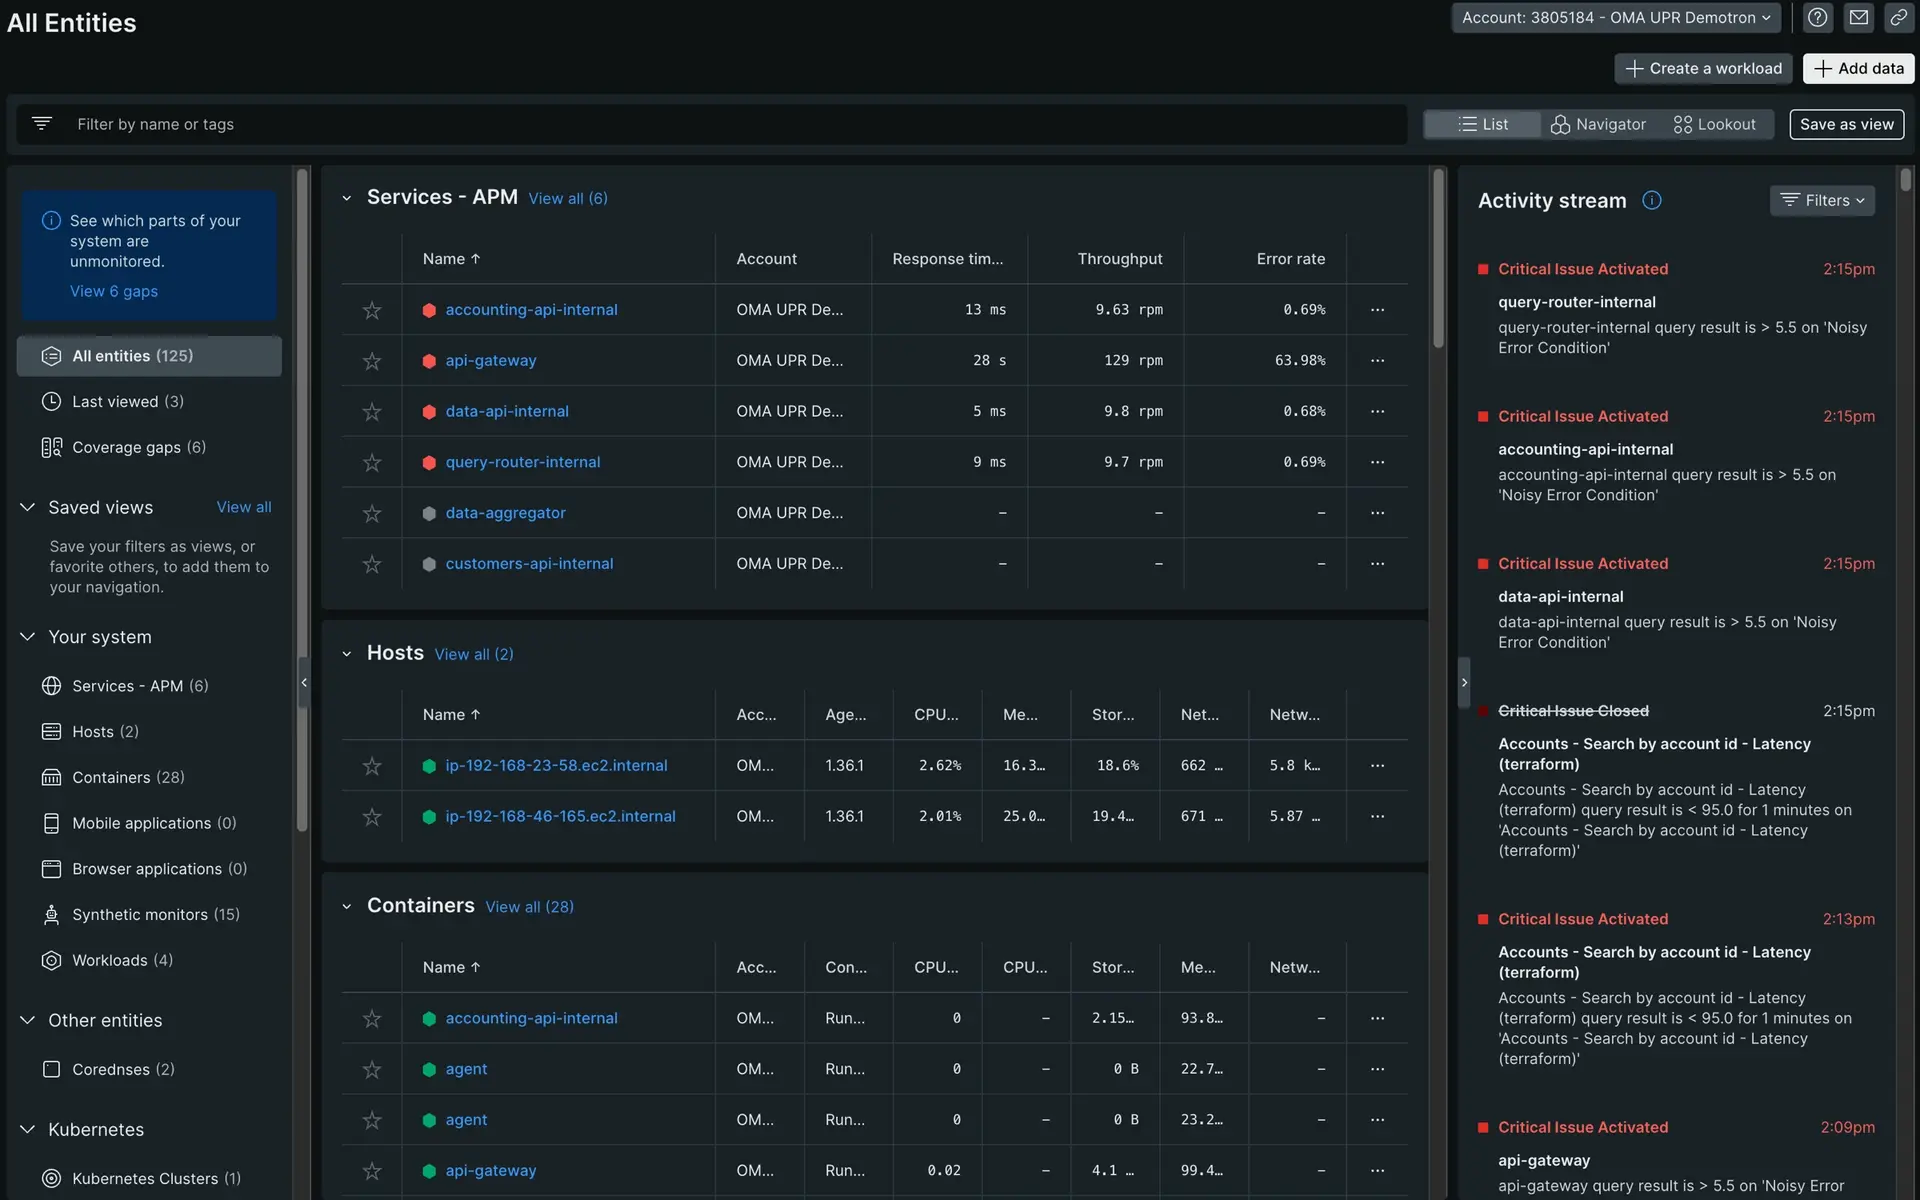 All Entities
Account: 3805184 - OMA UPR Demotron
Create a workload
Add data
Filter by name or tags
List
Navigator
Lookout
Save as view
See which parts of your
system are
unmonitored.
View 6 gaps
All entities (125)
Last viewed (3)
Coverage gaps (6)
Saved views View all
Save your filters as views, or
favorite others, to add them to
your navigation.
Your system
Services - APM (6)
Hosts (2)
Containers (28)
Mobile applications (0)
Browser applications (0)
Synthetic monitors (15)
Workloads (4)
Other entities
Corednses (2)
Kubernetes
Kubernetes Clusters (1)
Services - APM View all (6)
Name ↑ Account Response tim... Throughput Error rate
accounting-api-internal OMA UPR De... 13 ms 9.63 rpm 0.69% ...
api-gateway OMA UPR De... 28 s 129 rpm 63.98% ...
data-api-internal OMA UPR De... 5 ms 9.8 rpm 0.68% ...
query-router-internal OMA UPR De... 9 ms 9.7 rpm 0.69% ...
data-aggregator OMA UPR De... – – – ...
customers-api-internal OMA UPR De... – – – ...
Hosts View all (2)
Name ↑ Acc... Age... CPU... Me... Stor... Net... Netw...
ip-192-168-23-58.ec2.internal OM... 1.36.1 2.62% 16.3... 18.6% 662 ... 5.8 k... ...
ip-192-168-46-165.ec2.internal OM... 1.36.1 2.01% 25.0... 19.4... 671 ... 5.87 ... ...
Containers View all (28)
Name ↑ Acc... Con... CPU... CPU... Stor... Me... Netw...
accounting-api-internal OM... Run... 0 – 2.15... 93.8... – ...
agent OM... Run... 0 – 0 B 22.7... – ...
agent OM... Run... 0 – 0 B 23.2... – ...
api-gateway OM... Run... 0.02 – 4.1 ... 99.4... – ...
Activity stream
Filters
Critical Issue Activated 2:15pm
query-router-internal
query-router-internal query result is > 5.5 on 'Noisy
Error Condition'
Critical Issue Activated 2:15pm
accounting-api-internal
accounting-api-internal query result is > 5.5 on
'Noisy Error Condition'
Critical Issue Activated 2:15pm
data-api-internal
data-api-internal query result is > 5.5 on 'Noisy
Error Condition'
Critical Issue Closed 2:15pm
Accounts - Search by account id - Latency
(terraform)
Accounts - Search by account id - Latency
(terraform) query result is < 95.0 for 1 minutes on
'Accounts - Search by account id - Latency
(terraform)'
Critical Issue Activated 2:13pm
Accounts - Search by account id - Latency
(terraform)
Accounts - Search by account id - Latency
(terraform) query result is < 95.0 for 1 minutes on
'Accounts - Search by account id - Latency
(terraform)'
Critical Issue Activated 2:09pm
api-gateway
api-gateway query result is > 5.5 on 'Noisy Error